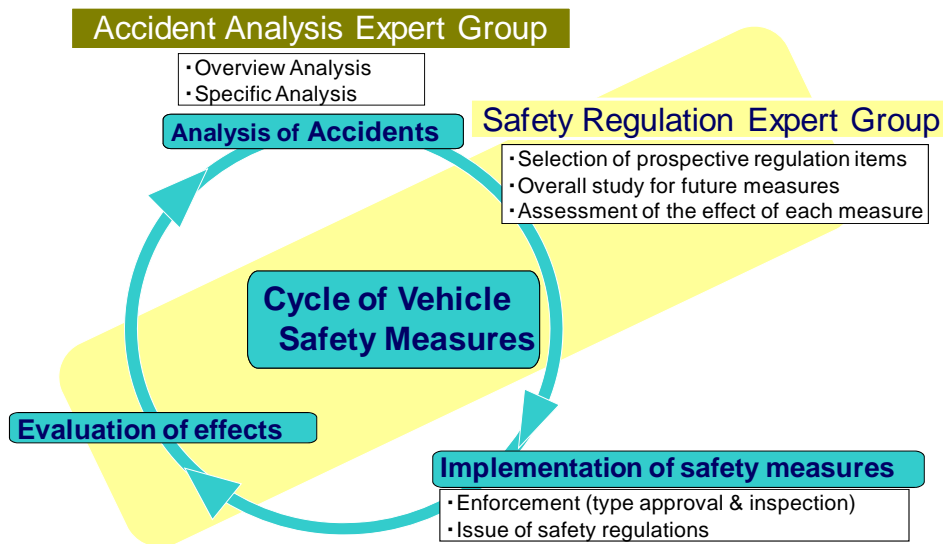 Accident Analysis Expert Group
・Overview Analysis
・Specific Analysis
Analysis of Accidents
Safety Regulation Expert Group
・Selection of prospective regulation items
・Overall study for future measures
・Assessment of the effect of each measure
Cycle of Vehicle
Safety Measures
Evaluation of effects
Implementation of safety measures
・Enforcement (type approval & inspection)
・Issue of safety regulations